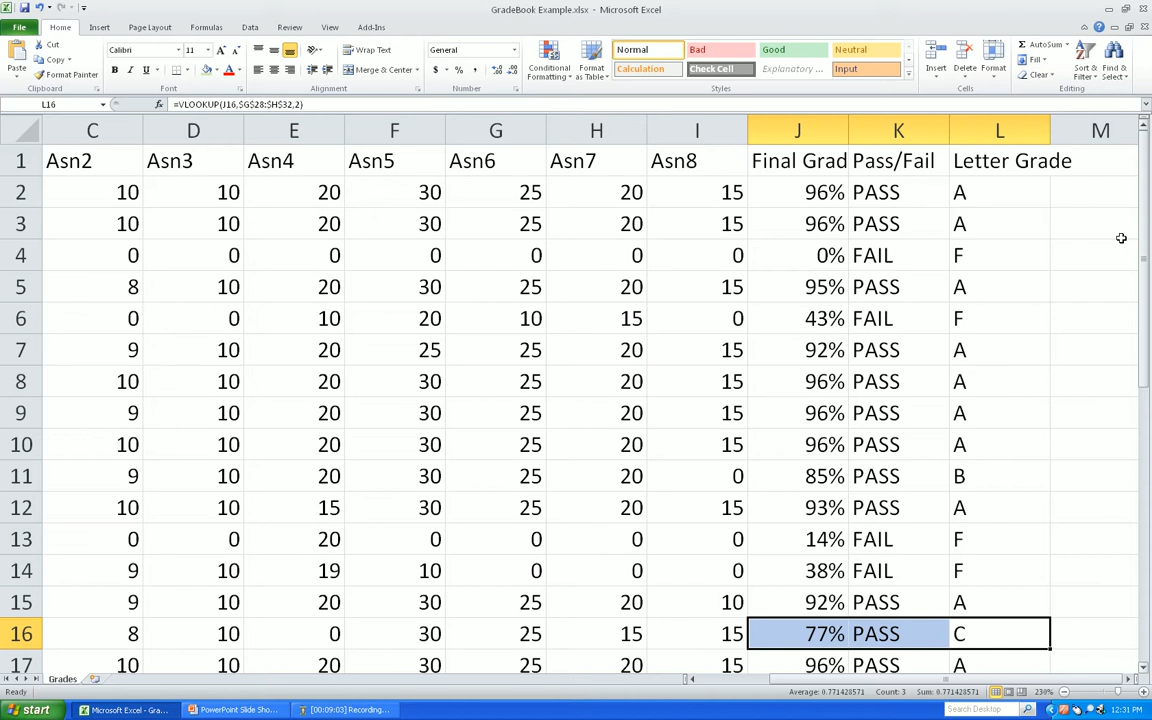 GradeBook Example.xlsx - Microsoft Excel
File Home Insert Page Layout Formulas Data Review View Add-Ins
Cut
Copy
Format Painter
Paste
Clipboard
Calibri 11
B I U
Font
Wrap Text
Merge & Center
Alignment
General
$ % ,
Number
Conditional Formatting
Format as Table
Normal Bad Good Neutral
Calculation Check Cell Explanatory ... Input
Styles
Insert Delete Format
Cells
AutoSum
Fill
Clear
Sort & Filter
Find & Select
Editing
L16 fx =VLOOKUP(J16,$G$28:$H$32,2)
C D E F G H I J K L M
1 Asn2 Asn3 Asn4 Asn5 Asn6 Asn7 Asn8 Final Grad Pass/Fail Letter Grade
2 10 10 20 30 25 20 15 96% PASS A
3 10 10 20 30 25 20 15 96% PASS A
4 0 0 0 0 0 0 0 0% FAIL F
5 8 10 20 30 25 20 15 95% PASS A
6 0 0 10 20 10 15 0 43% FAIL F
7 9 10 20 25 25 20 15 92% PASS A
8 10 10 20 30 25 20 15 96% PASS A
9 9 10 20 30 25 20 15 96% PASS A
10 10 10 20 30 25 20 15 96% PASS A
11 9 10 20 30 25 20 0 85% PASS B
12 10 10 15 30 25 20 15 93% PASS A
13 0 0 20 0 0 0 0 14% FAIL F
14 9 10 19 10 0 0 0 38% FAIL F
15 9 10 20 30 25 20 10 92% PASS A
16 8 10 0 30 25 15 15 77% PASS C
17 10 10 20 30 25 20 15 96% PASS A
Grades
Ready Average: 0.771428571 Count: 3 Sum: 0.771428571 230%
start Microsoft Excel - Gra... PowerPoint Slide Sho... [00:09:03] Recording... Search Desktop 12:31 PM